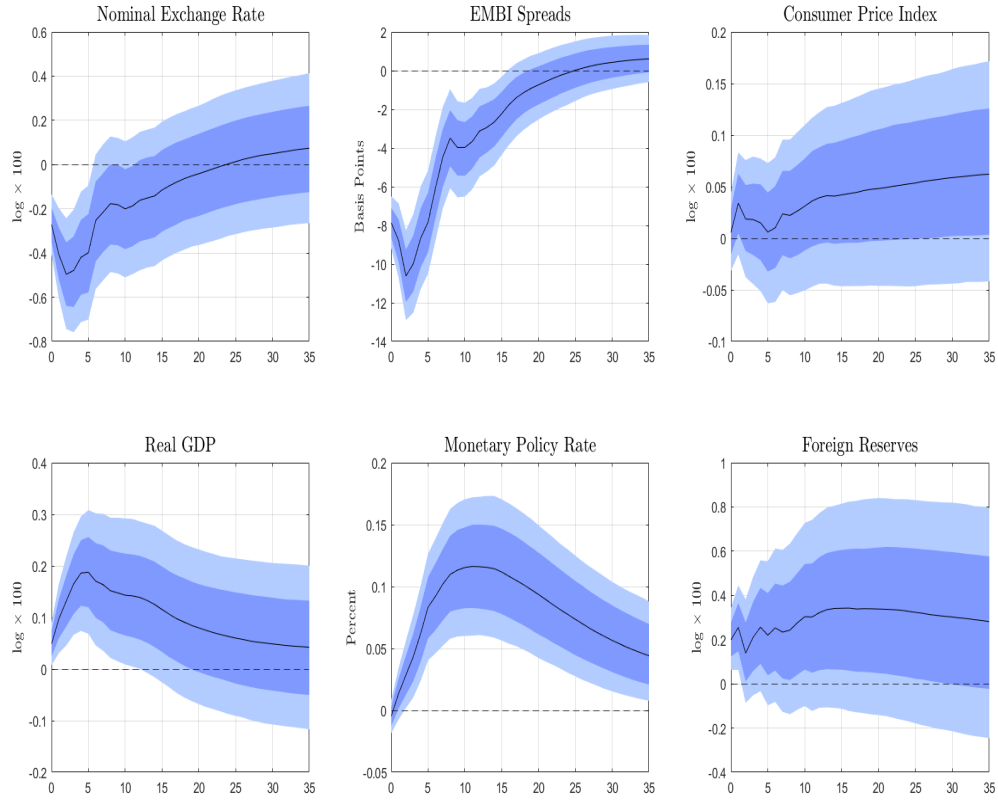 Nominal Exchange Rate
log × 100
0.6
0.4
0.2
0
-0.2
-0.4
-0.6
-0.8
0 5 10 15 20 25 30 35
EMBI Spreads
Basis Points
2
0
-2
-4
-6
-8
-10
-12
-14
0 5 10 15 20 25 30 35
Consumer Price Index
log × 100
0.2
0.15
0.1
0.05
0
-0.05
-0.1
0 5 10 15 20 25 30 35
Real GDP
log × 100
0.4
0.3
0.2
0.1
0
-0.1
-0.2
0 5 10 15 20 25 30 35
Monetary Policy Rate
Percent
0.2
0.15
0.1
0.05
0
-0.05
0 5 10 15 20 25 30 35
Foreign Reserves
log × 100
1
0.8
0.6
0.4
0.2
0
-0.2
-0.4
0 5 10 15 20 25 30 35